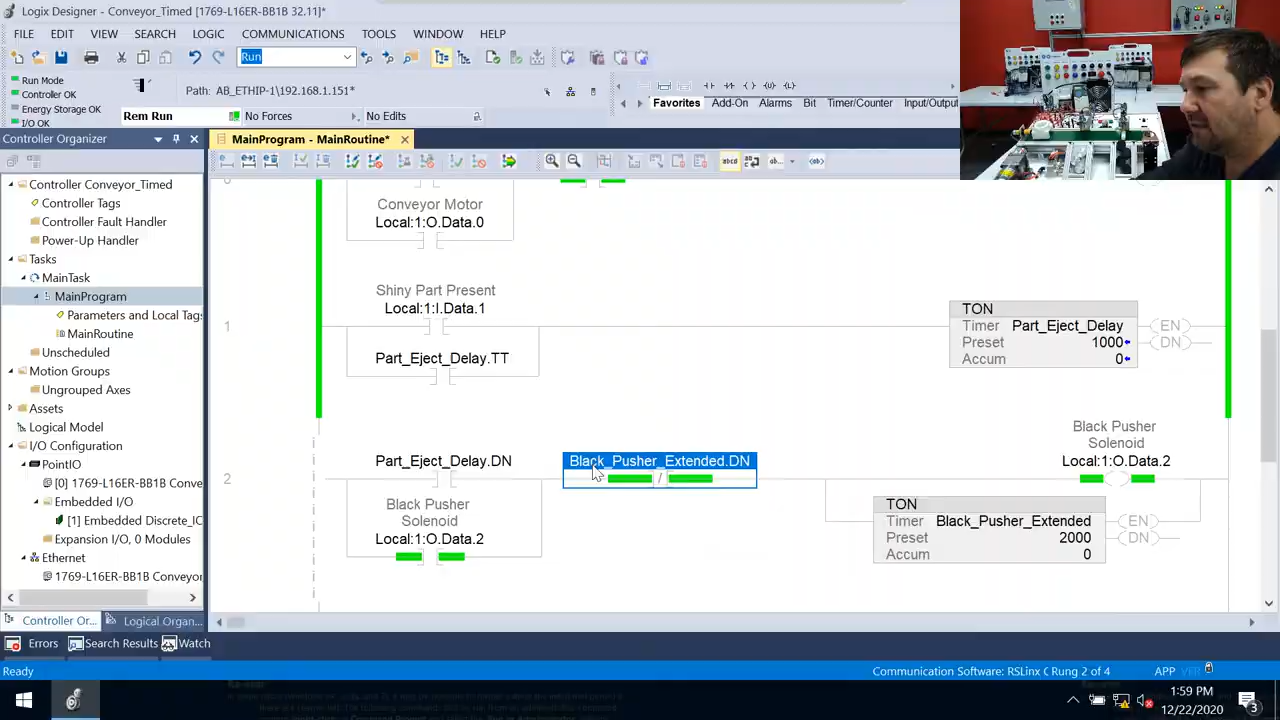 Logix Designer - Conveyor_Timed [1769-L16ER-BB1B 32.11]*
FILE EDIT VIEW SEARCH LOGIC COMMUNICATIONS TOOLS WINDOW HELP
Run
Run Mode
Controller OK
Energy Storage OK
I/O OK
Path: AB_ETHIP-1\192.168.1.151*
Rem Run
No Forces
No Edits
Favorites Add-On Alarms Bit Timer/Counter Input/Output
Controller Organizer
MainProgram - MainRoutine*
Controller Conveyor_Timed
Controller Tags
Controller Fault Handler
Power-Up Handler
Tasks
MainTask
MainProgram
Parameters and Local Tags
MainRoutine
Unscheduled
Motion Groups
Ungrouped Axes
Assets
Logical Model
I/O Configuration
PointIO
[0] 1769-L16ER-BB1B Conveyor
Embedded I/O
[1] Embedded Discrete_IO
Expansion I/O, 0 Modules
Ethernet
1769-L16ER-BB1B Conveyor
Controller Or...
Logical Organ...
0
Conveyor Motor
Local:1:O.Data.0
1
Shiny Part Present
Local:1:I.Data.1
Part_Eject_Delay.TT
TON
Timer Part_Eject_Delay
Preset 1000
Accum 0
EN
DN
2
Part_Eject_Delay.DN
Black Pusher
Solenoid
Local:1:O.Data.2
Black_Pusher_Extended.DN
/
Black Pusher
Solenoid
Local:1:O.Data.2
TON
Timer Black_Pusher_Extended
Preset 2000
Accum 0
EN
DN
Errors Search Results Watch
Ready
Communication Software: RSLinx C Rung 2 of 4 APP VER
1:59 PM
12/22/2020
3